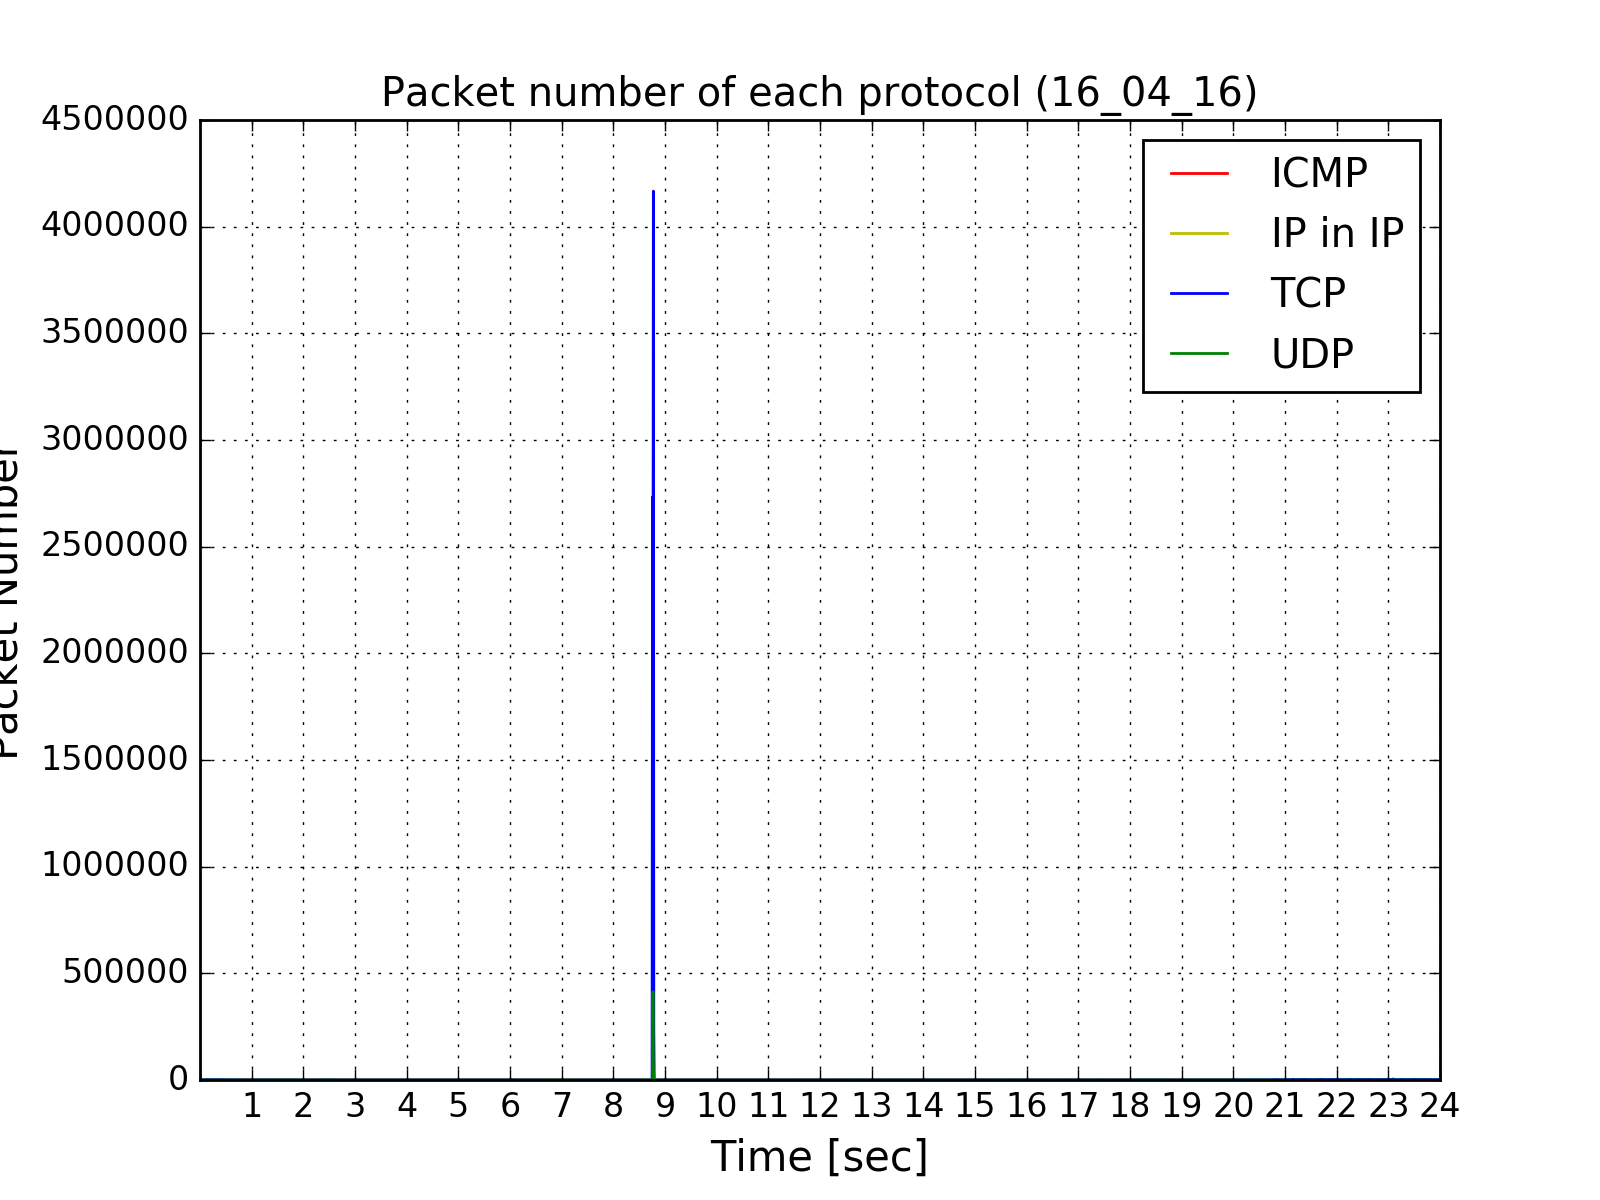 Packet number of each protocol (16_04_16)
4500000
4000000
3500000
3000000
2500000
2000000
1500000
1000000
500000
0
Packet Number
ICMP
IP in IP
TCP
UDP
1 2 3 4 5 6 7 8 9 10 11 12 13 14 15 16 17 18 19 20 21 22 23 24
Time [sec]